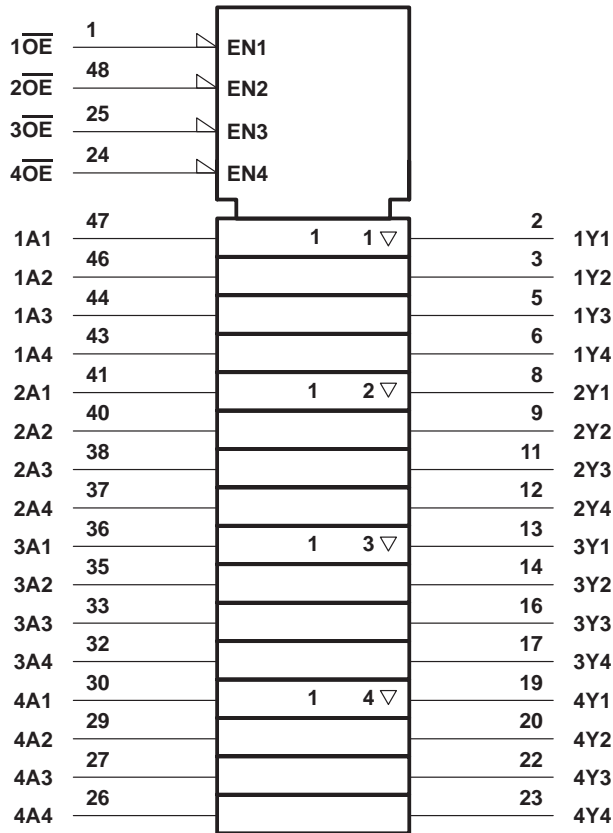 1O̅E̅ 1 EN1
2O̅E̅ 48 EN2
3O̅E̅ 25 EN3
4O̅E̅ 24 EN4
1A1 47 1 1 ▽ 2 1Y1
1A2 46 3 1Y2
1A3 44 5 1Y3
1A4 43 6 1Y4
2A1 41 1 2 ▽ 8 2Y1
2A2 40 9 2Y2
2A3 38 11 2Y3
2A4 37 12 2Y4
3A1 36 1 3 ▽ 13 3Y1
3A2 35 14 3Y2
3A3 33 16 3Y3
3A4 32 17 3Y4
4A1 30 1 4 ▽ 19 4Y1
4A2 29 20 4Y2
4A3 27 22 4Y3
4A4 26 23 4Y4